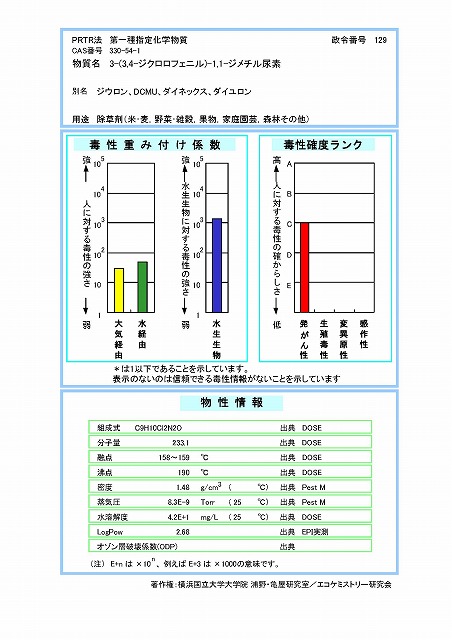 PRTR法 第一種指定化学物質 政令番号 129
CAS番号 330-54-1
物質名 3-(3,4-ジクロロフェニル)-1,1-ジメチル尿素
別名 ジウロン、DCMU、ダイネックス、ダイユロン
用途 除草剤(米・麦, 野菜・雑穀, 果物, 家庭園芸, 森林その他)
毒性重み付け係数
強
人に対する毒性の強さ
弱
10^5
10^4
10^3
10^2
10
1
大気経由
水経由
強
水生生物に対する毒性の強さ
弱
10^5
10^4
10^3
10^2
10
1
水生生物
毒性確度ランク
高
人に対する毒性の確からしさ
低
A
B
C
D
E
発がん性
生殖毒性
変異原性
感作性
*は1以下であることを示しています。
表示のないのは信頼できる毒性情報がないことを示しています
物性情報
組成式 C9H10Cl2N2O 出典 DOSE
分子量 233.1 出典 DOSE
融点 158～159 ℃ 出典 DOSE
沸点 190 ℃ 出典 DOSE
密度 1.48 g/cm3 ( ℃) 出典 Pest M
蒸気圧 8.3E-9 Torr (25 ℃) 出典 Pest M
水溶解度 4.2E+1 mg/L (25 ℃) 出典 DOSE
LogPow 2.68 出典 EPI実測
オゾン層破壊係数(ODP) 出典
(注) E+n は ×10^n、例えば E+3 は ×1000の意味です。
著作権:横浜国立大学大学院 浦野・亀屋研究室／エコケミストリー研究会